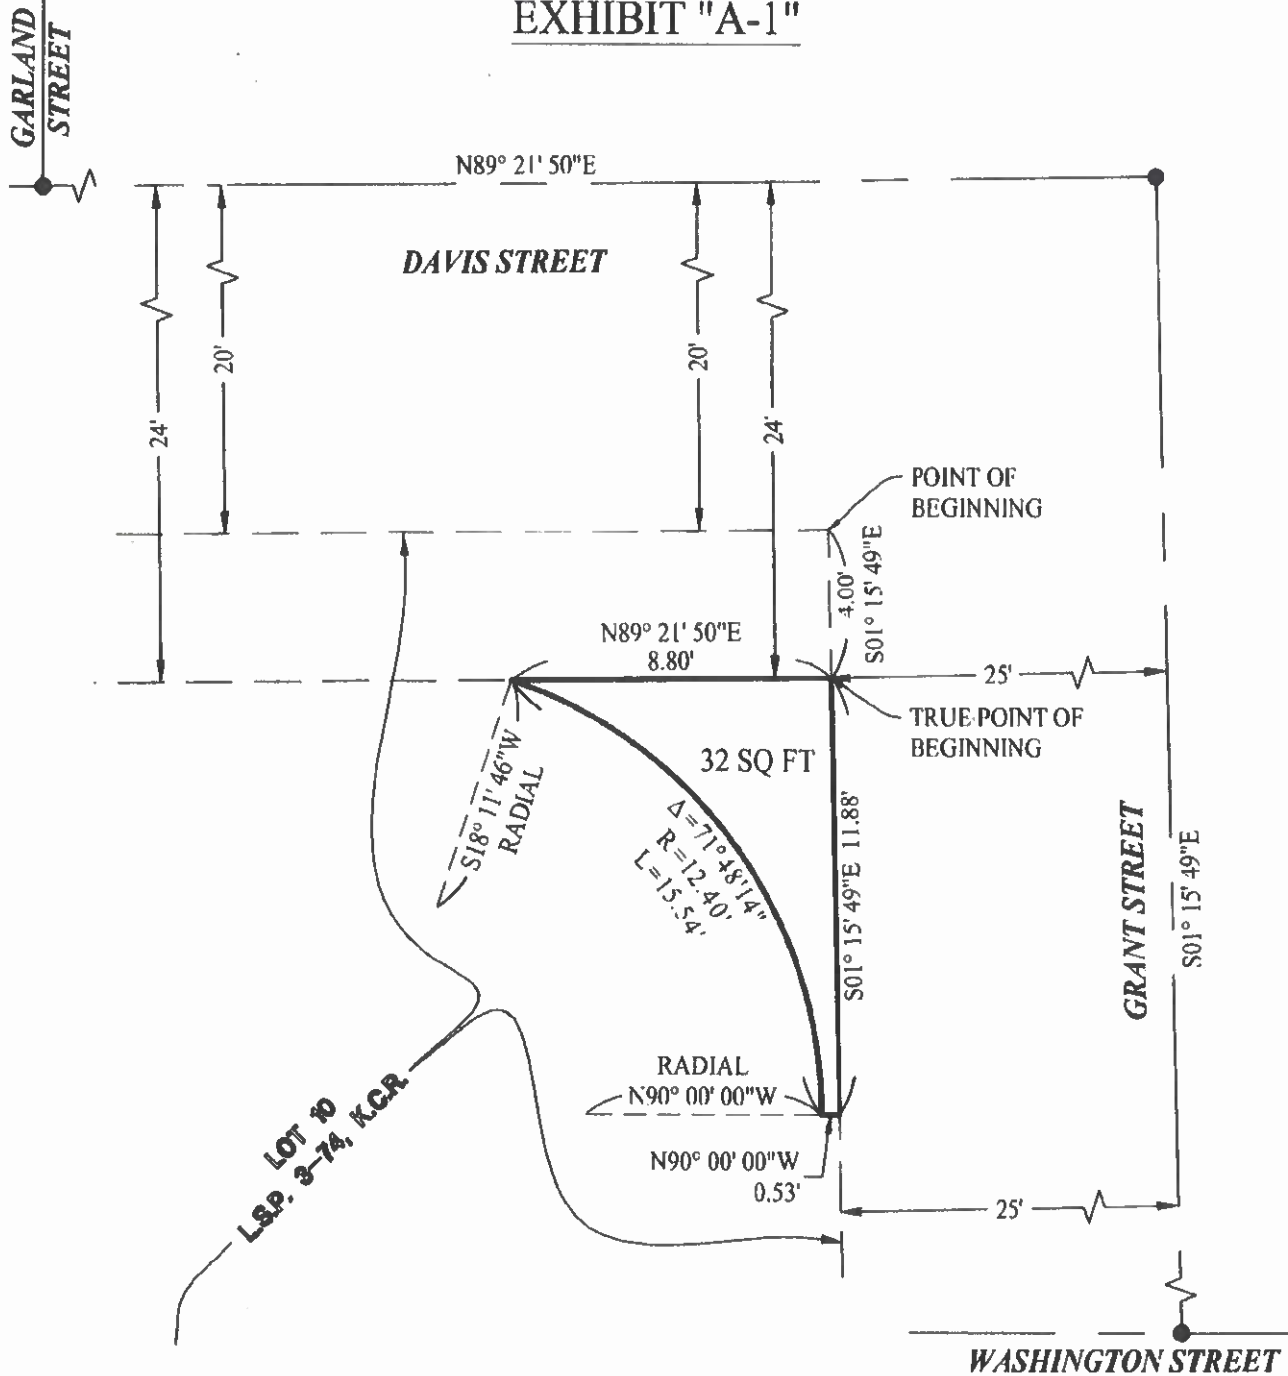 EXHIBIT "A-1"
GARLAND
STREET
N89° 21' 50"E
DAVIS STREET
20'
20'
24'
24'
POINT OF
BEGINNING
4.00'
S01° 15' 49"E
N89° 21' 50"E
8.80'
25'
TRUE POINT OF
BEGINNING
32 SQ FT
S18° 11' 46"W
RADIAL
Δ=71°48'14"
R=12.40'
L=15.54'
S01° 15' 49"E 11.88'
GRANT STREET
S01° 15' 49"E
RADIAL
N90° 00' 00"W
LOT 10
L.S.P. 3-74, K.C.R.
N90° 00' 00"W
0.53'
25'
WASHINGTON STREET